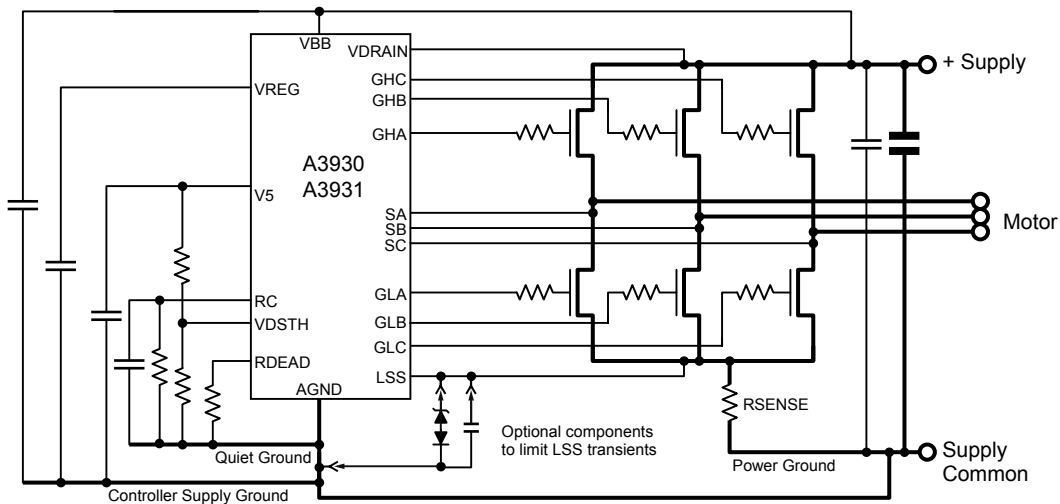 VBB
VDRAIN
+ Supply
GHC
VREG
GHB
GHA
A3930
A3931
V5
SA
SB
Motor
SC
GLA
RC
GLB
VDSTH
GLC
RDEAD
LSS
AGND
RSENSE
Optional components
to limit LSS transients
Quiet Ground
Power Ground
Supply
Common
Controller Supply Ground